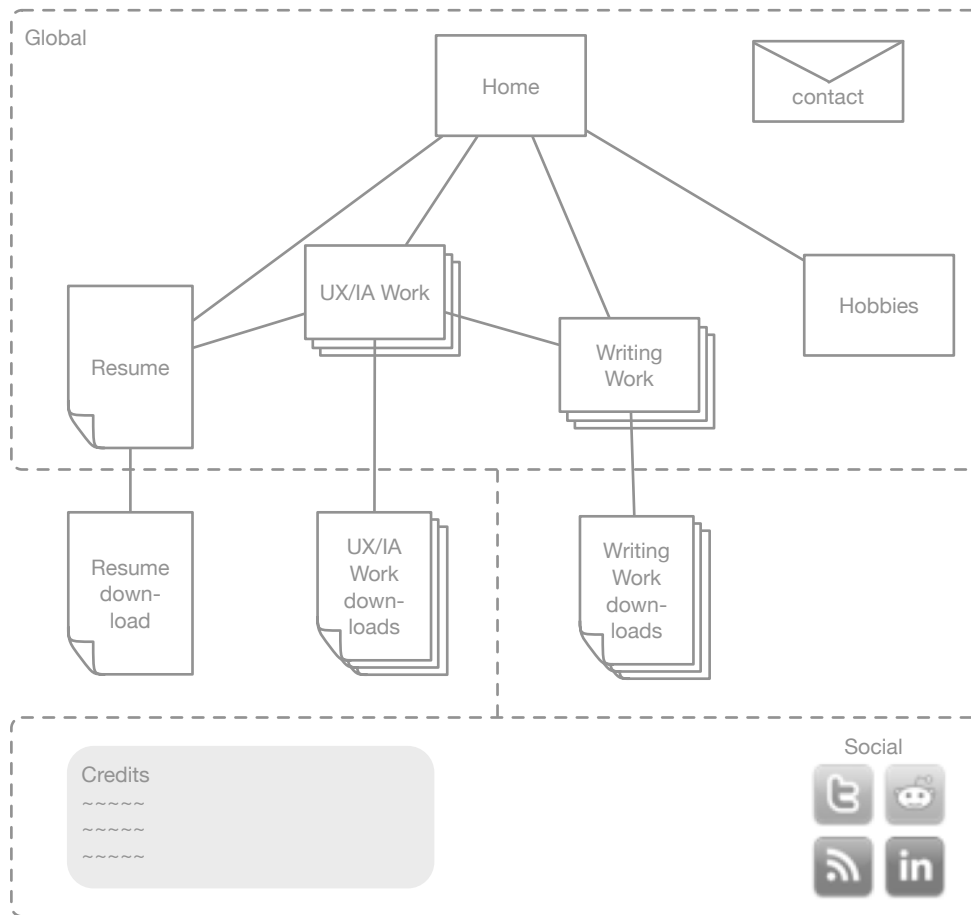 Global
Home
contact
UX/IA Work
Hobbies
Resume
Writing
Work
Resume
down-
load
UX/IA
Work
down-
loads
Writing
Work
down-
loads
Credits
~~~~~
~~~~~
~~~~~
Social
t
in